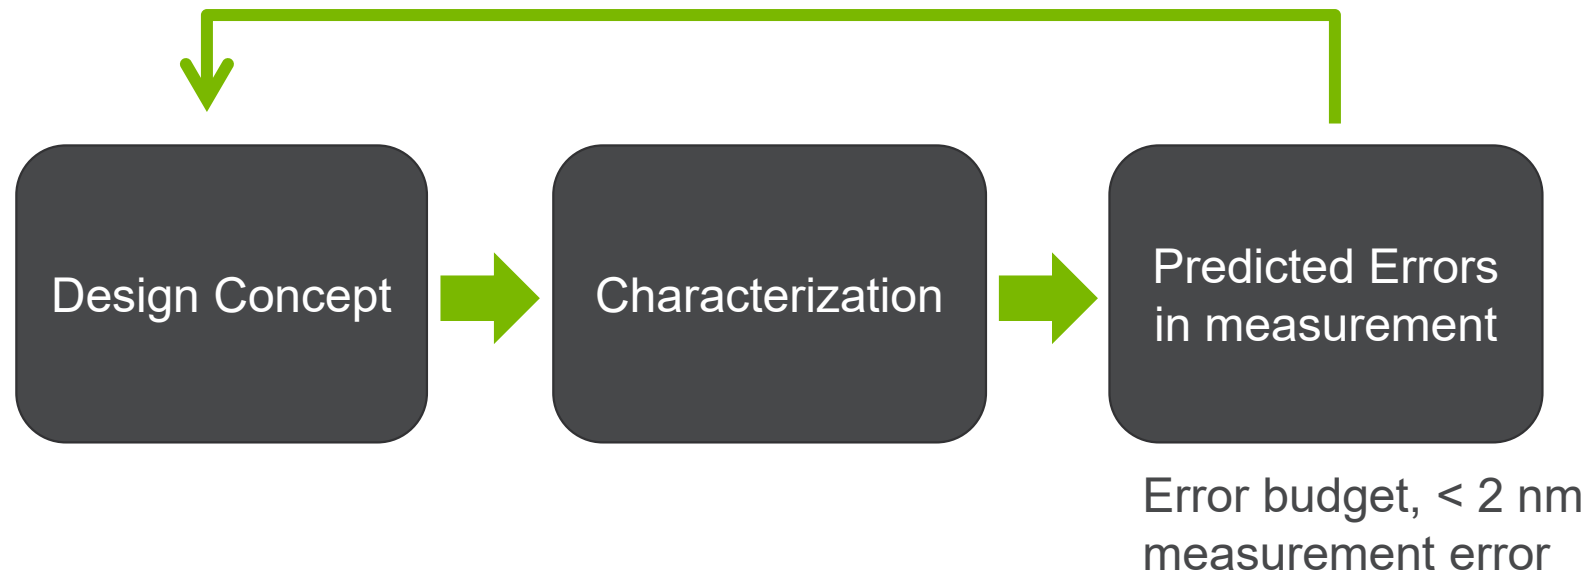 Design Concept
Characterization
Predicted Errors
in measurement
Error budget, < 2 nm
measurement error